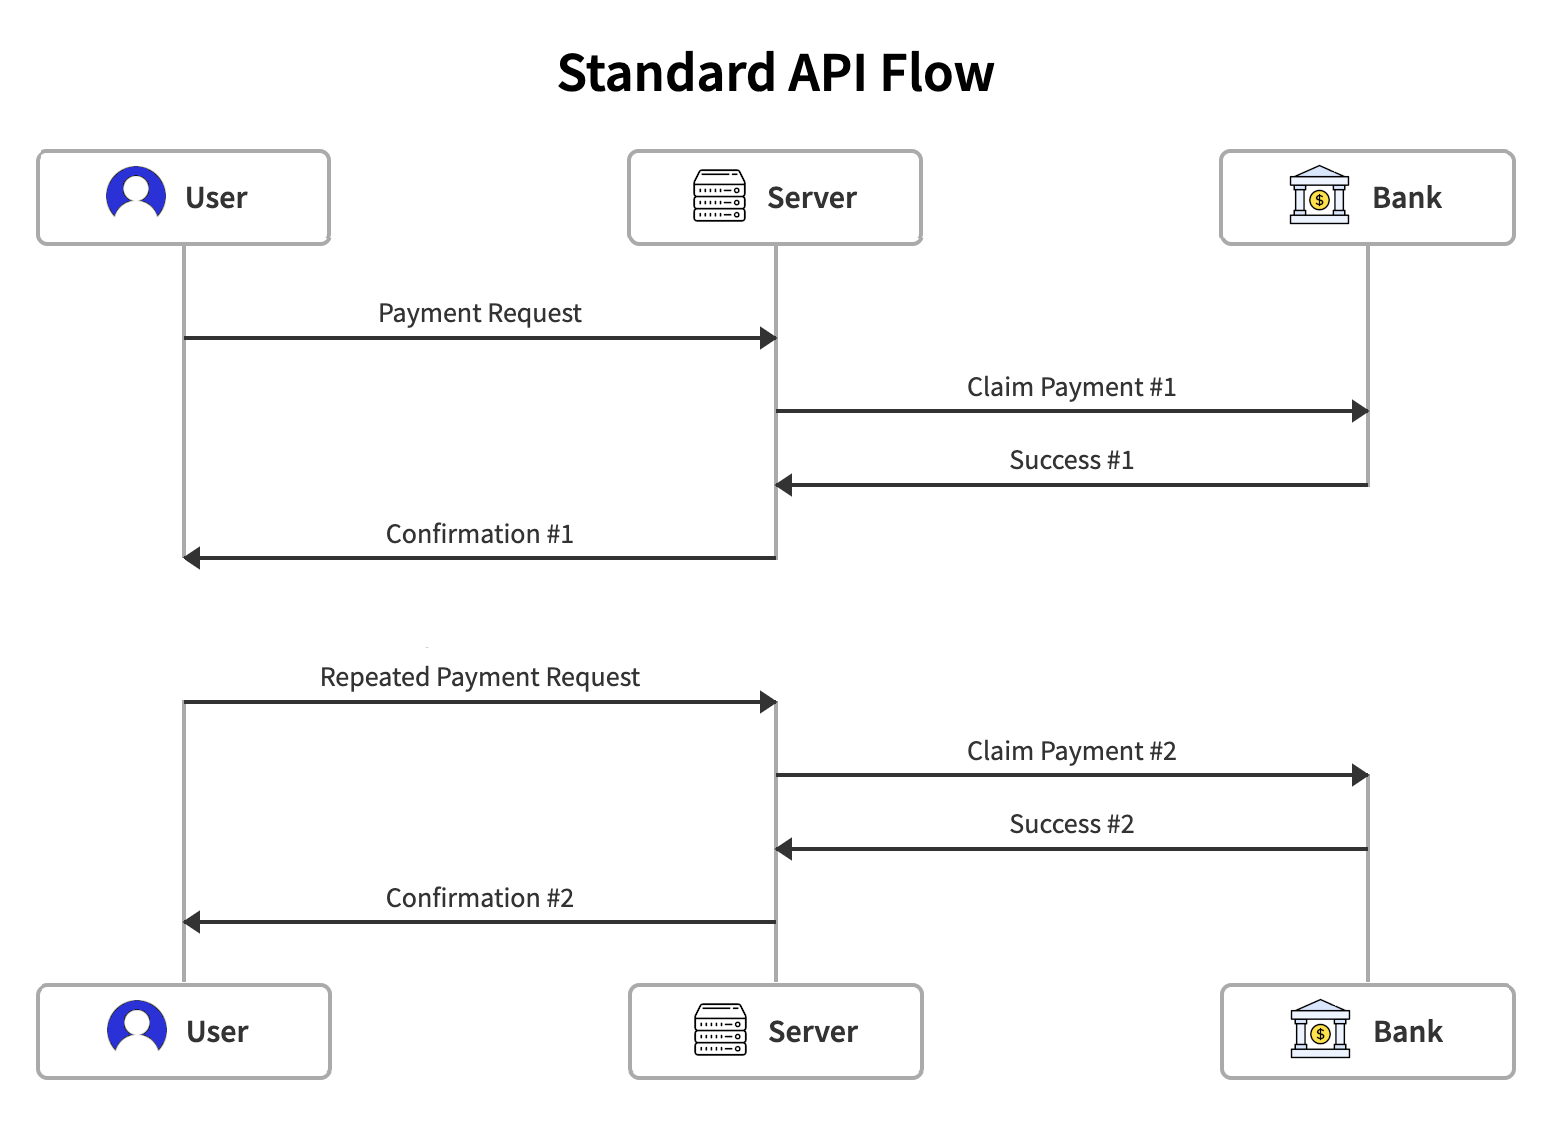 Standard API Flow
User
Server
Bank
Payment Request
Claim Payment #1
Success #1
Confirmation #1
Repeated Payment Request
Claim Payment #2
Success #2
Confirmation #2
User
Server
Bank